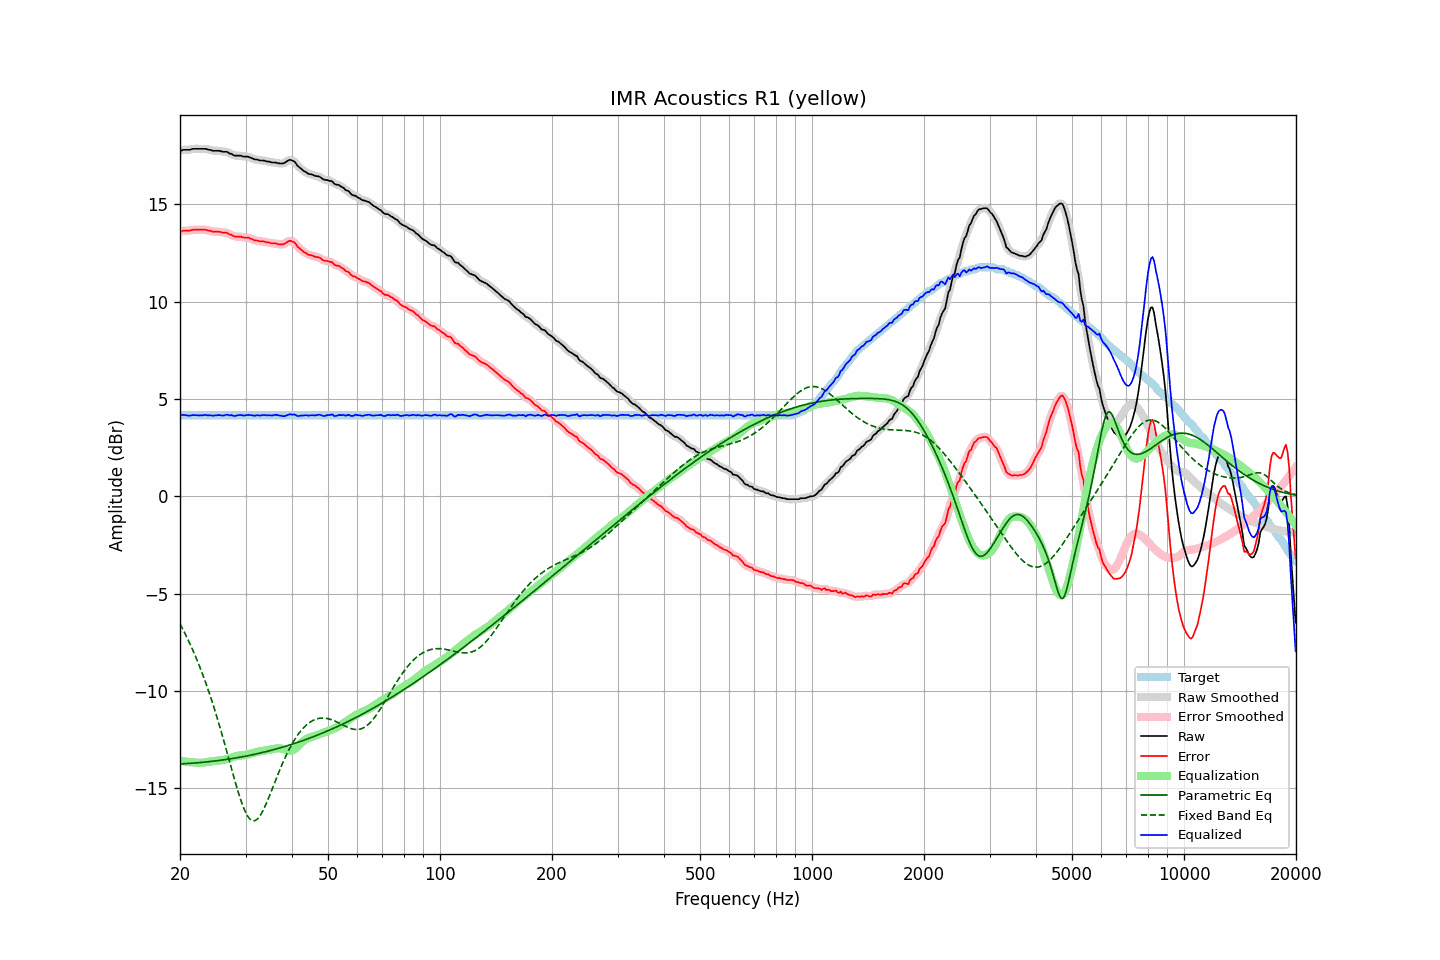 IMR Acoustics R1 (yellow)
Amplitude (dBr)
15
10
5
0
−5
−10
−15
20
50
100
200
500
1000
2000
5000
10000
20000
Frequency (Hz)
Target
Raw Smoothed
Error Smoothed
Raw
Error
Equalization
Parametric Eq
Fixed Band Eq
Equalized